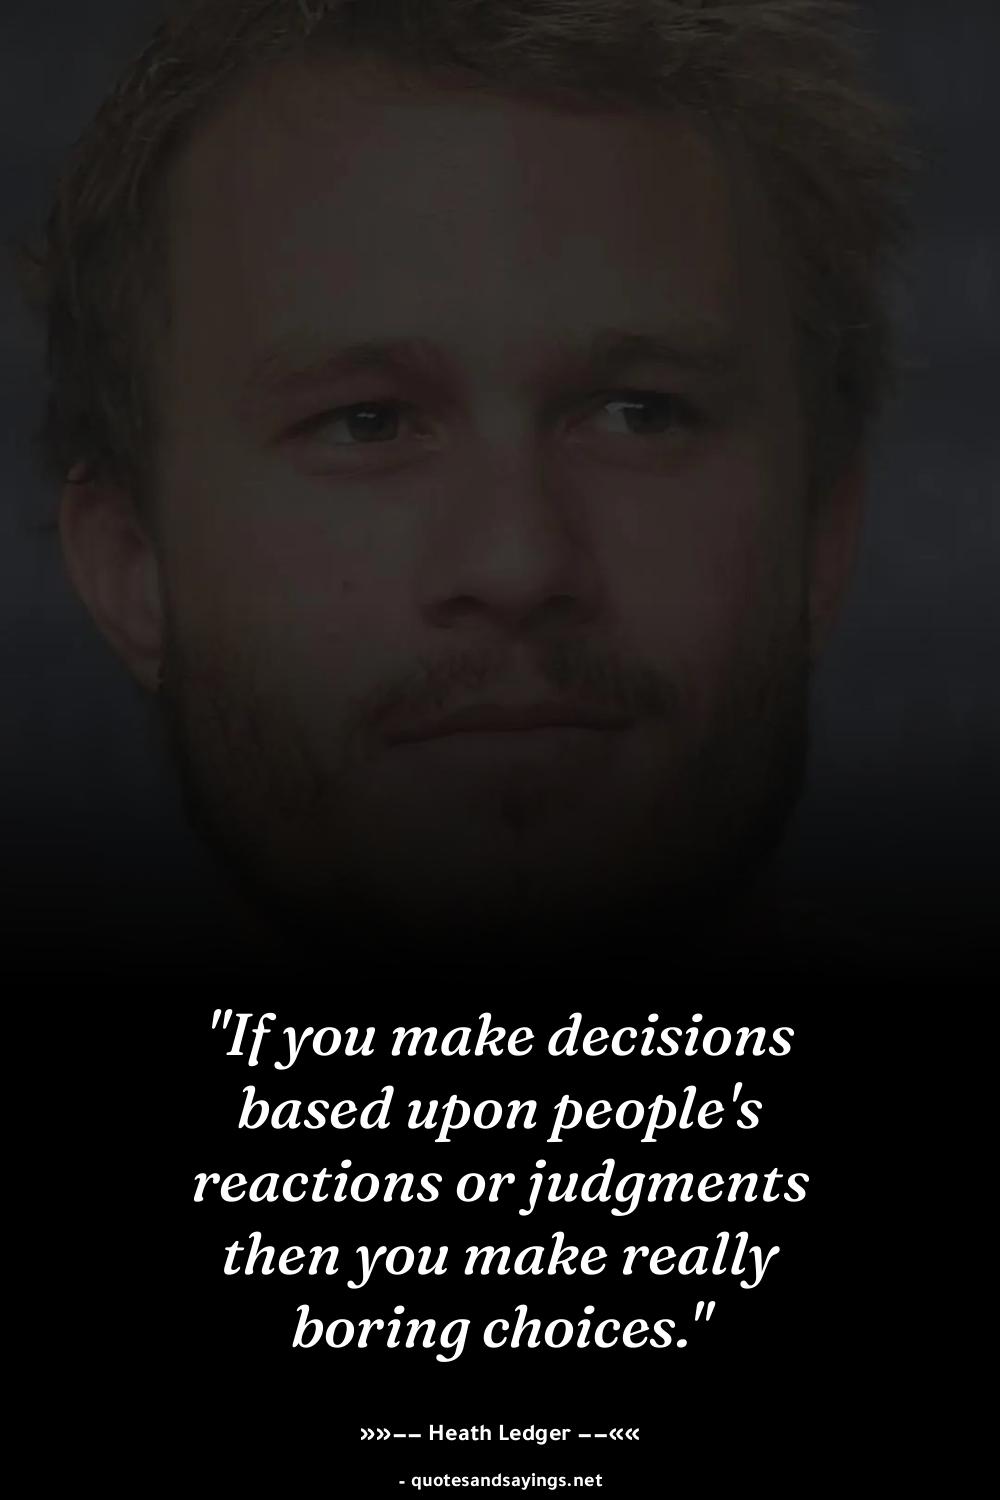 "If you make decisions
based upon people's
reactions or judgments
then you make really
boring choices."
»»−− Heath Ledger −−««
- quotesandsayings.net